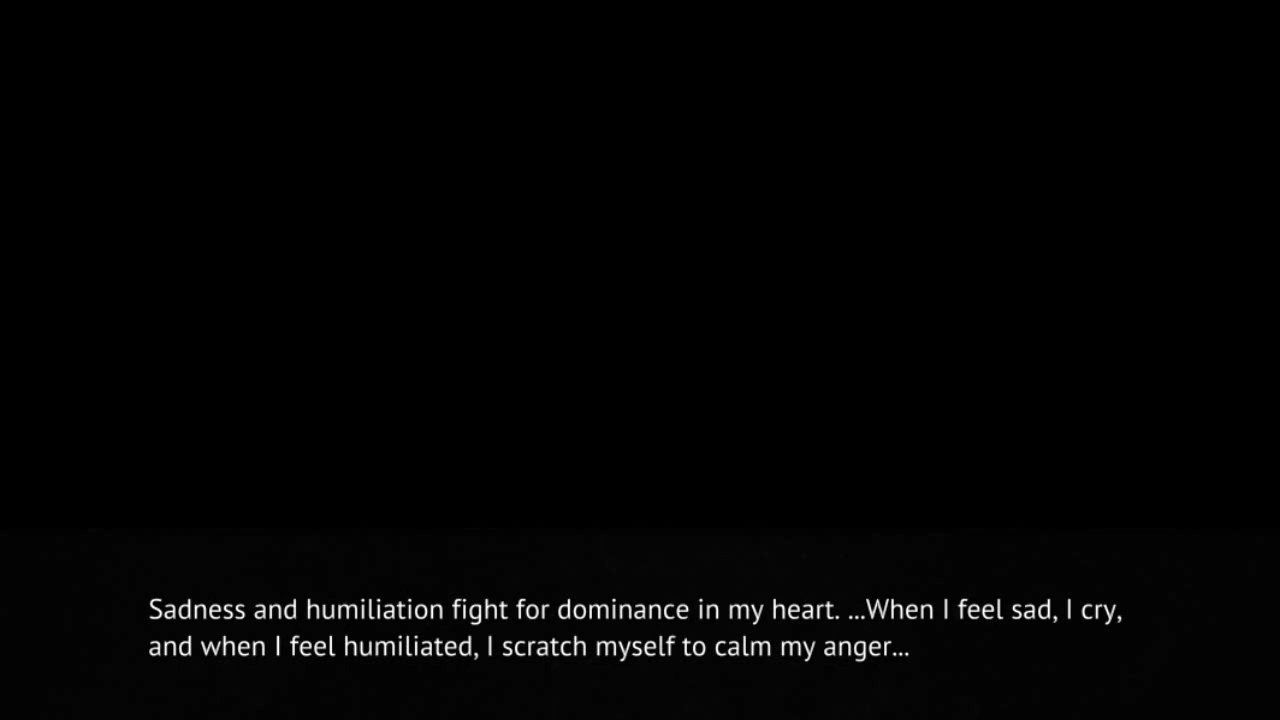 Sadness and humiliation fight for dominance in my heart. ...When I feel sad, I cry,
and when I feel humiliated, I scratch myself to calm my anger...